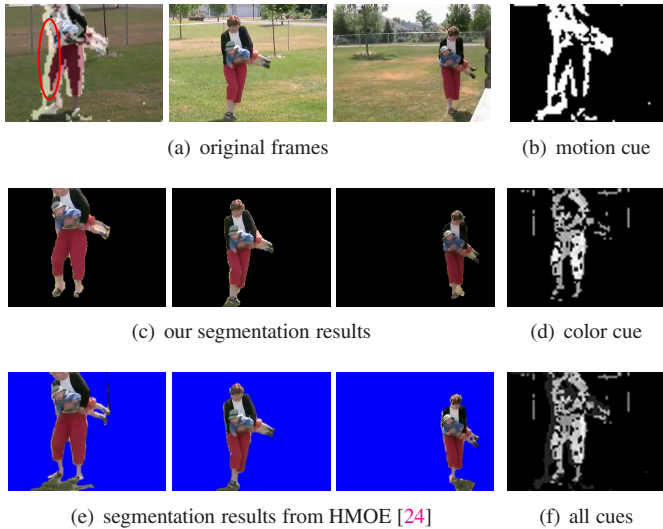 (a) original frames
(b) motion cue
(c) our segmentation results
(d) color cue
(e) segmentation results from HMOE [24]
(f) all cues